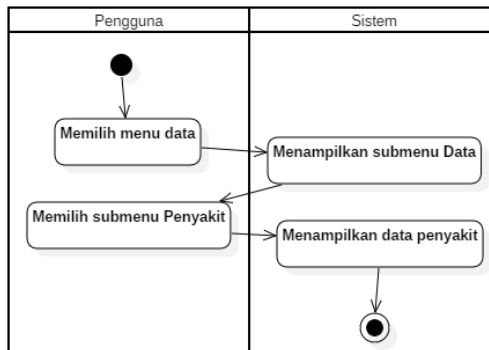 Pengguna
Sistem
Memilih menu data
Menampilkan submenu Data
Memilih submenu Penyakit
Menampilkan data penyakit